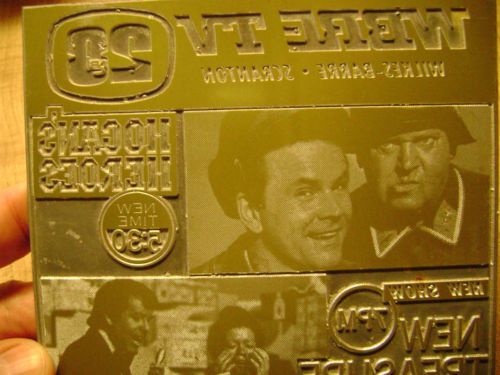 WBRE TV 28
WILKES-BARRE • SCRANTON
HOGAN'S
HEROES
NEW
TIME
5:30
NEW SHOW
7PM
NEW
TREASURE